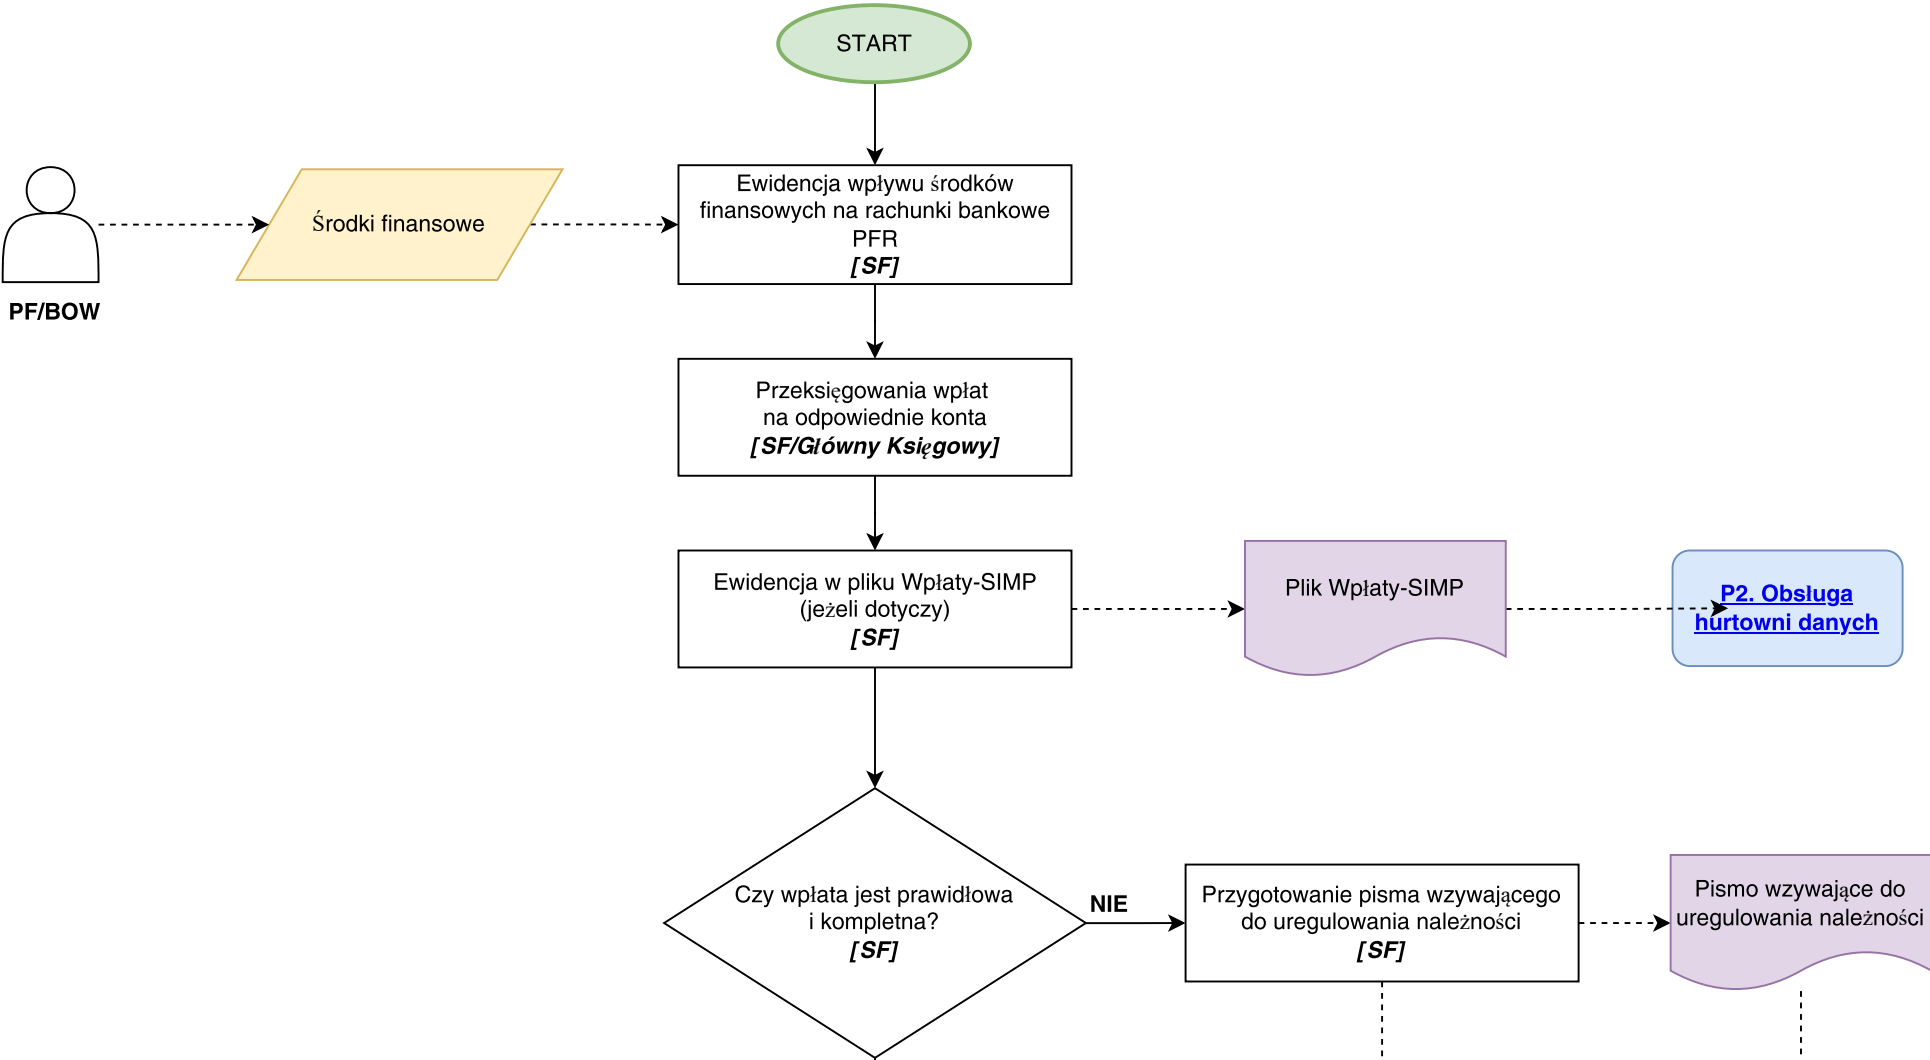 START
Środki finansowe
PF/BOW
Ewidencja wpływu środków
finansowych na rachunki bankowe
PFR
[SF]
Przeksięgowania wpłat
na odpowiednie konta
[SF/Główny Księgowy]
Ewidencja w pliku Wpłaty-SIMP
(jeżeli dotyczy)
[SF]
Plik Wpłaty-SIMP
P2. Obsługa
hurtowni danych
Czy wpłata jest prawidłowa
i kompletna?
[SF]
NIE
Przygotowanie pisma wzywającego
do uregulowania należności
[SF]
Pismo wzywające do
uregulowania należności